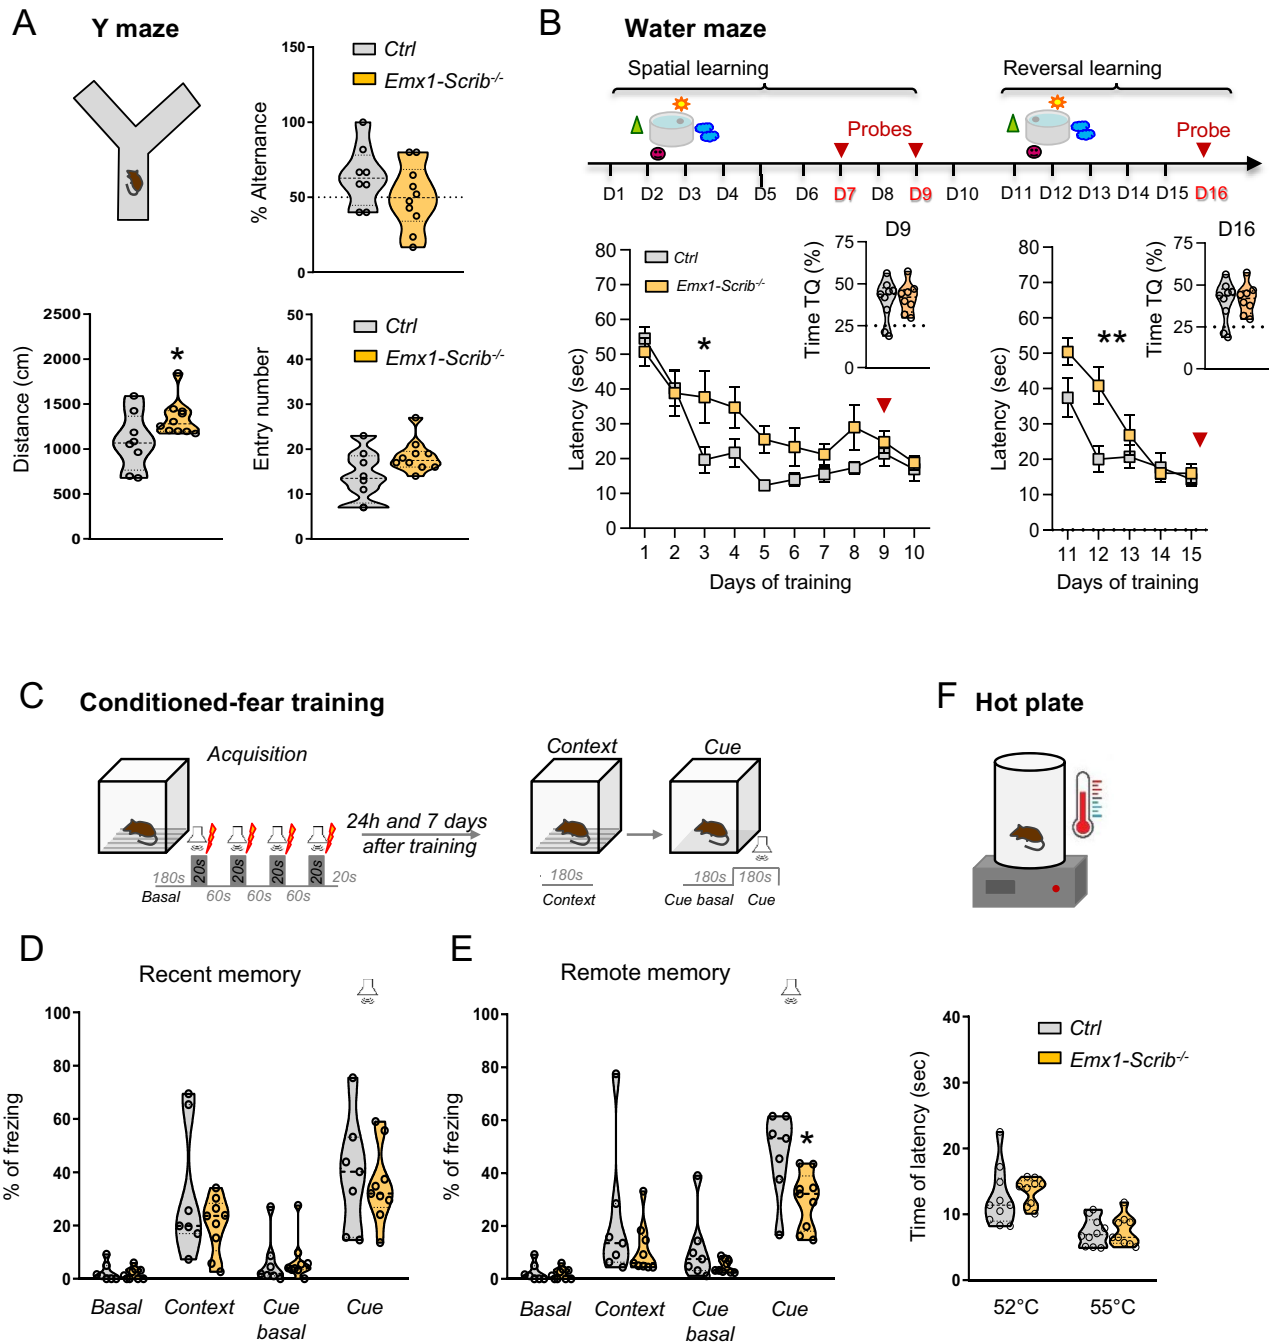 A
Y maze
150
100
50
0
% Alternance
Ctrl
Emx1-Scrib-/-
2500
2000
1500
1000
500
0
Distance (cm)
*
50
40
30
20
10
0
Entry number
Ctrl
Emx1-Scrib-/-
B
Water maze
Spatial learning
Reversal learning
Probes
Probe
D1 D2 D3 D4 D5 D6 D7 D8 D9 D10 D11 D12 D13 D14 D15 D16
80
70
60
50
40
30
20
10
0
Latency (sec)
Ctrl
Emx1-Scrib-/-
*
D9
75
50
25
0
Time TQ (%)
1 2 3 4 5 6 7 8 9 10
Days of training
80
70
60
50
40
30
20
10
0
Latency (sec)
**
D16
75
50
25
0
Time TQ (%)
11 12 13 14 15
Days of training
C
Conditioned-fear training
Acquisition
180s 20s 20s 20s 20s 20s
Basal 60s 60s 60s
24h and 7 days
after training
Context
180s
Context
Cue
180s 180s
Cue basal Cue
F
Hot plate
D
Recent memory
100
80
60
40
20
0
% of frezing
Basal Context Cue Cue
basal
E
Remote memory
100
80
60
40
20
0
% of frezing
*
Basal Context Cue Cue
basal
40
30
20
10
0
Time of latency (sec)
Ctrl
Emx1-Scrib-/-
52°C 55°C